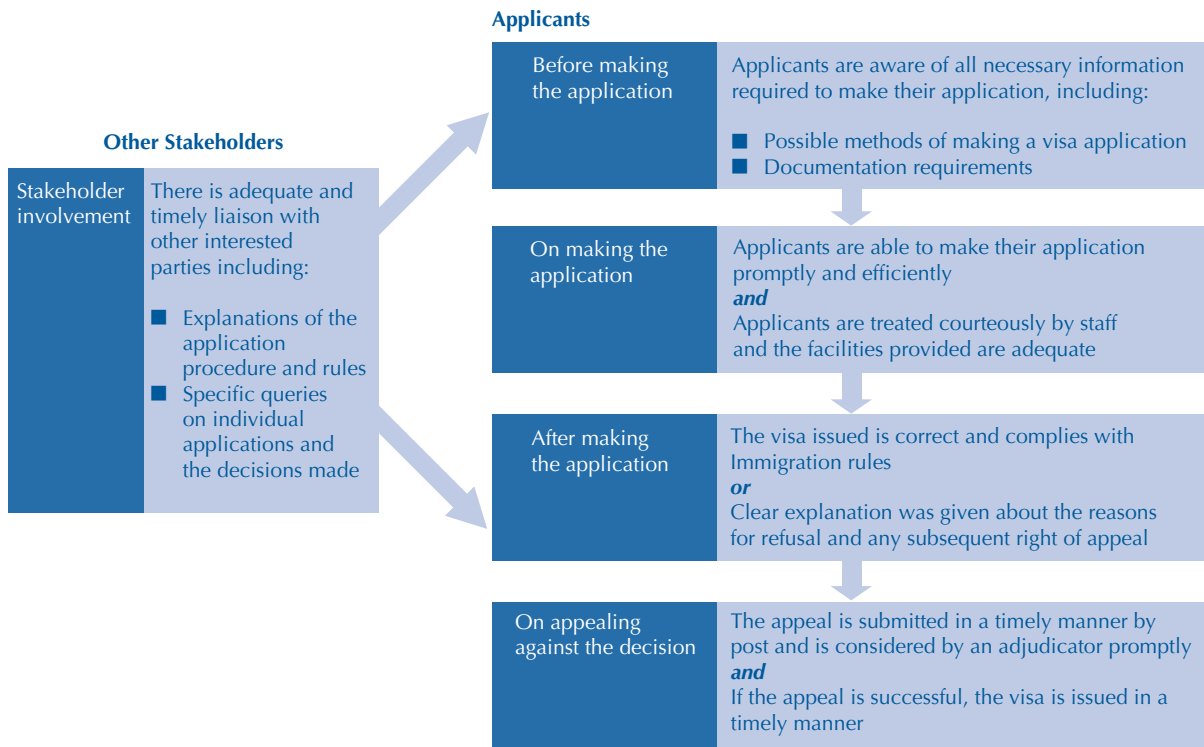 Other Stakeholders
Stakeholder
involvement
There is adequate and
timely liaison with
other interested
parties including:
■ Explanations of the
application
procedure and rules
■ Specific queries
on individual
applications and
the decisions made
Applicants
Before making
the application
Applicants are aware of all necessary information
required to make their application, including:
■ Possible methods of making a visa application
■ Documentation requirements
On making the
application
Applicants are able to make their application
promptly and efficiently
and
Applicants are treated courteously by staff
and the facilities provided are adequate
After making
the application
The visa issued is correct and complies with
Immigration rules
or
Clear explanation was given about the reasons
for refusal and any subsequent right of appeal
On appealing
against the decision
The appeal is submitted in a timely manner by
post and is considered by an adjudicator promptly
and
If the appeal is successful, the visa is issued in a
timely manner